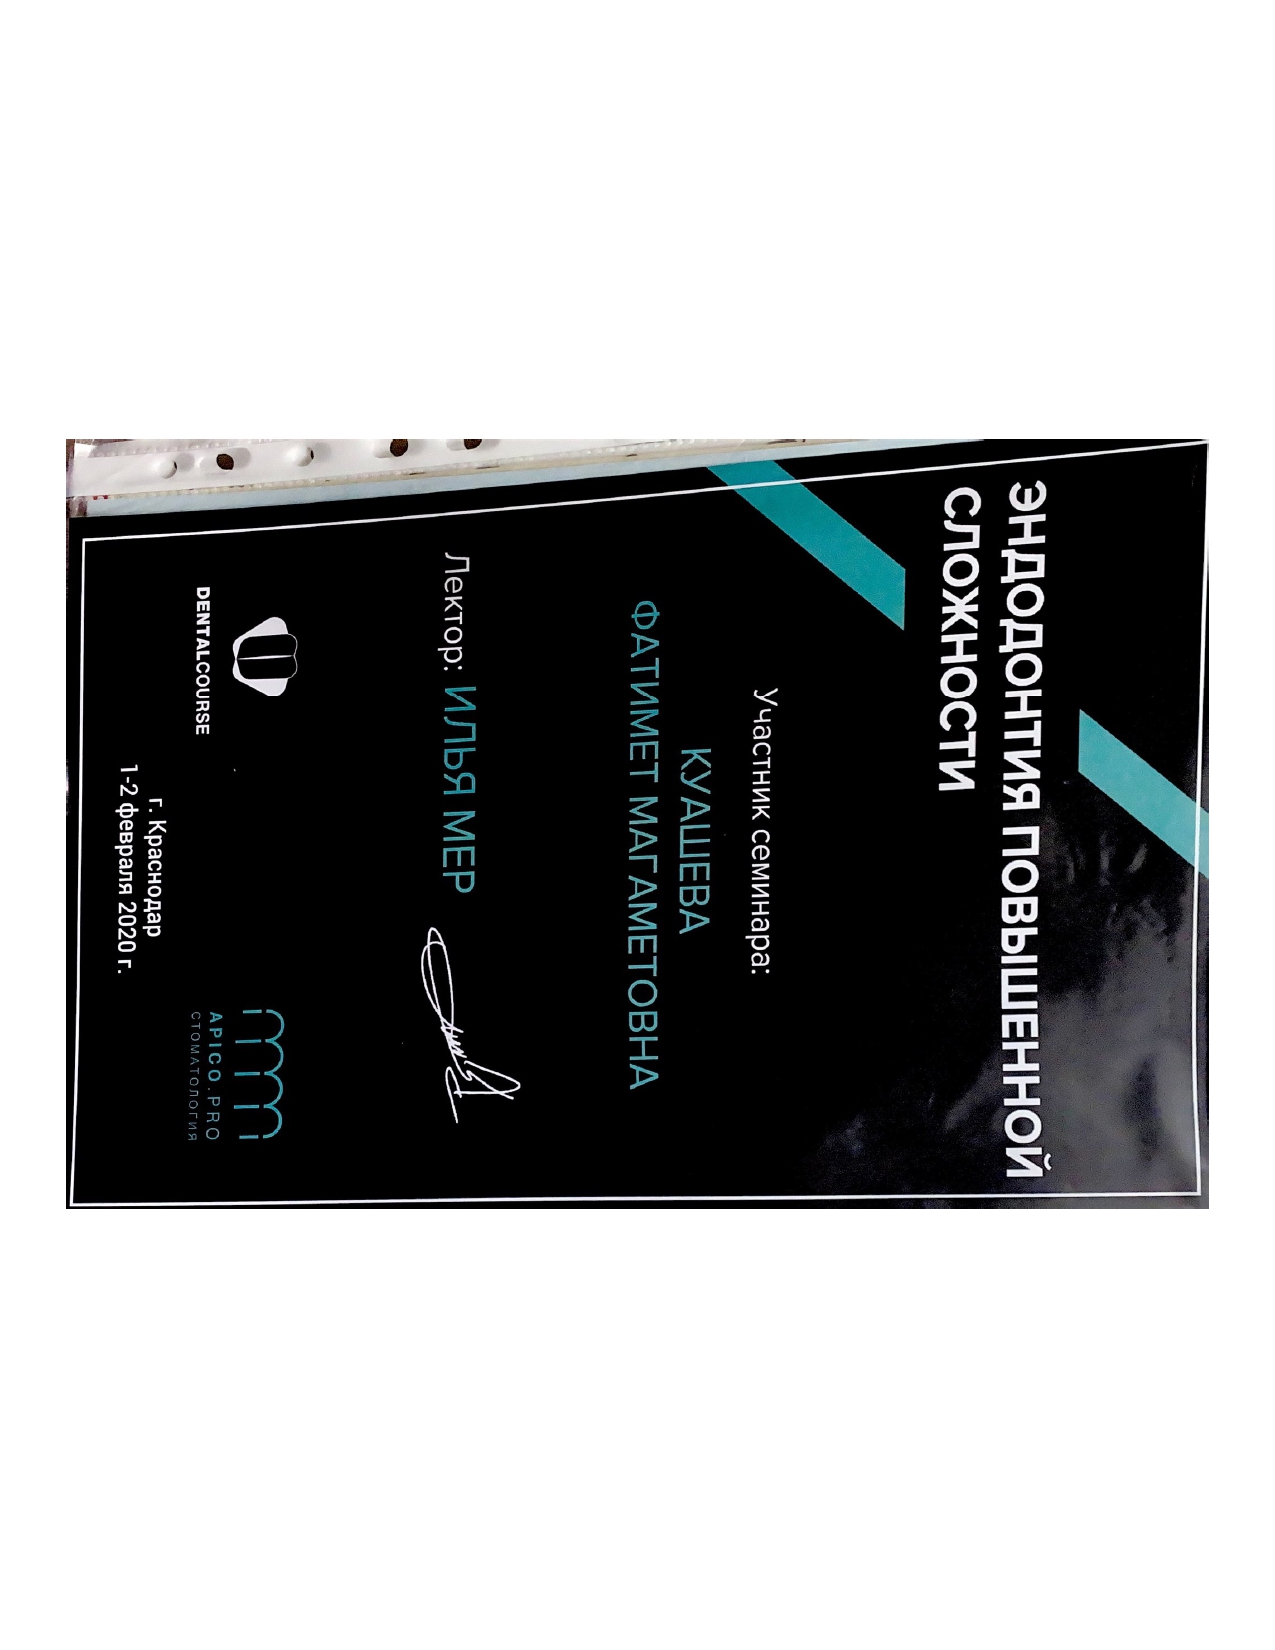 ЭНДОДОНТИЯ ПОВЫШЕННОЙ
СЛОЖНОСТИ
Участник семинара:
КУАШЕВА
ФАТИМЕТ МАГАМЕТОВНА
Лектор: ИЛЬЯ МЕР
DENTALCOURSE
APICO.PRO
СТОМАТОЛОГИЯ
г. Краснодар
1-2 февраля 2020 г.